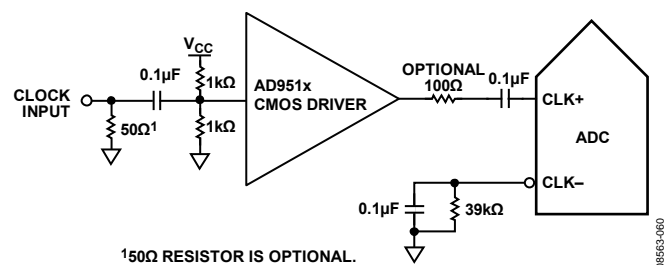 VCC
0.1µF
1kΩ
CLOCK
INPUT
50Ω1
1kΩ
AD951x
CMOS DRIVER
OPTIONAL
100Ω
0.1µF
CLK+
ADC
CLK–
0.1µF
39kΩ
150Ω RESISTOR IS OPTIONAL.
08563-060